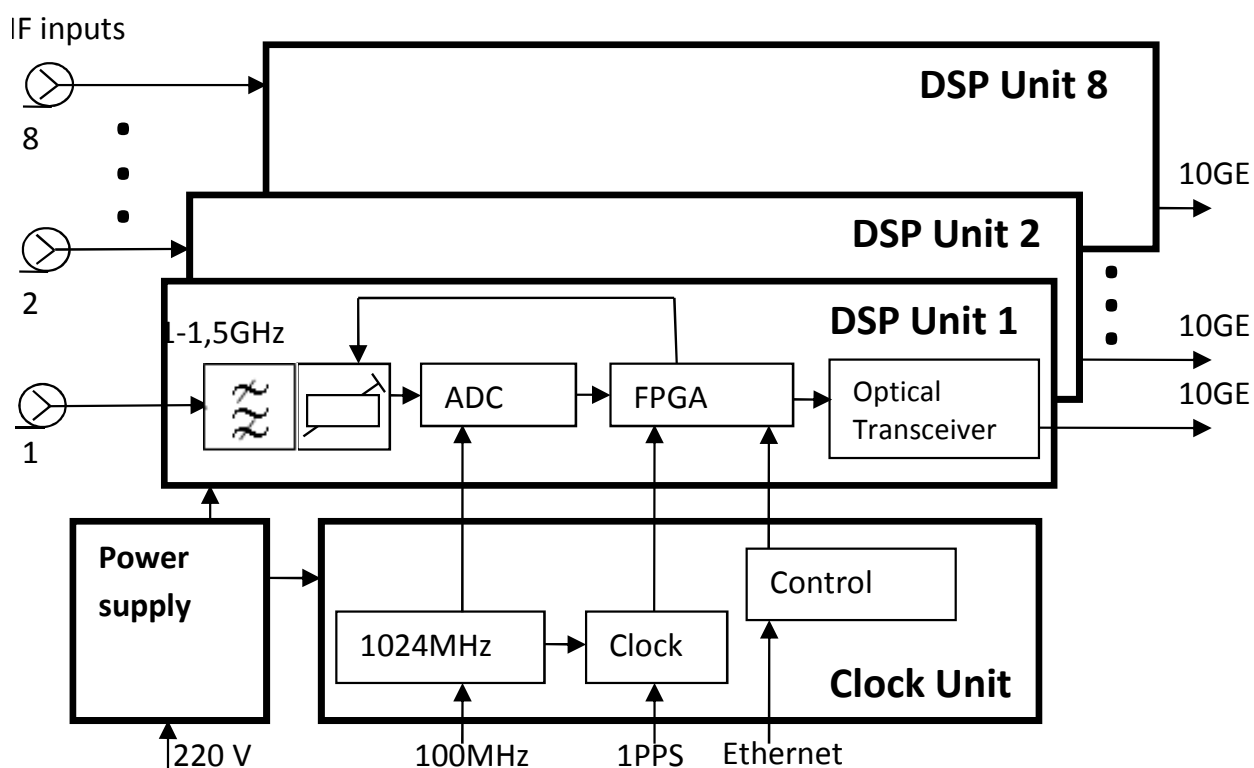 IF inputs
DSP Unit 8
8
10GE
DSP Unit 2
2
DSP Unit 1
1-1,5GHz
10GE
ADC
FPGA
Optical
Transceiver
10GE
1
Power
supply
Control
1024MHz
Clock
Clock Unit
220 V
100MHz
1PPS
Ethernet